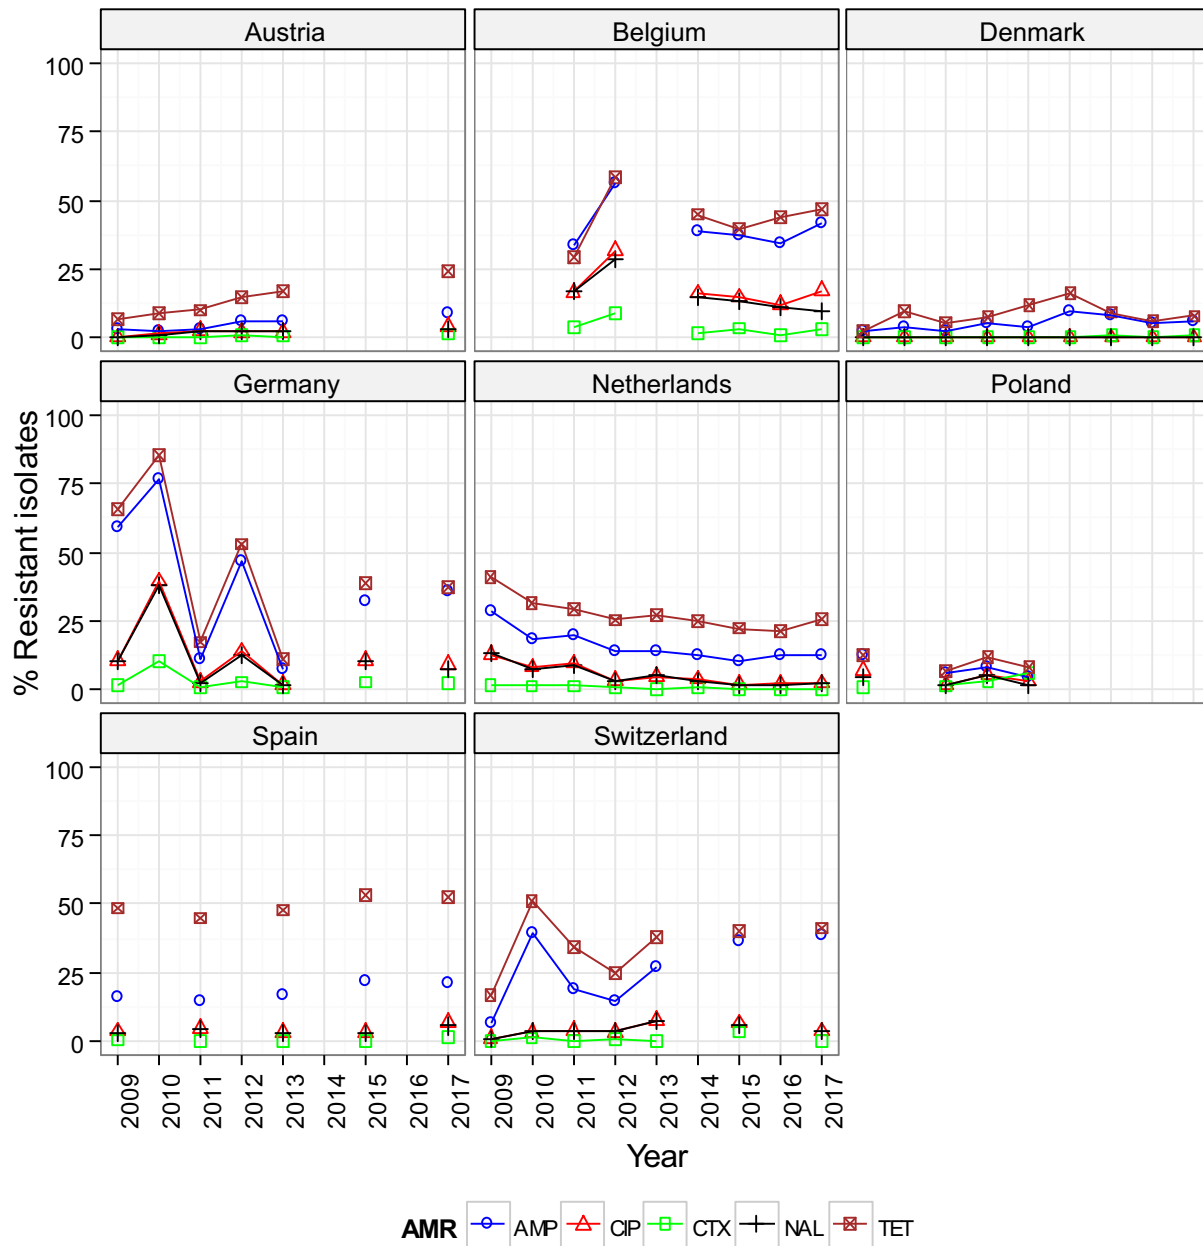 Austria Belgium Denmark
100
75
50
25
0
Germany Netherlands Poland
100
75
50
25
0
% Resistant isolates
Spain Switzerland
100
75
50
25
0
2009 2010 2011 2012 2013 2014 2015 2016 2017 2009 2010 2011 2012 2013 2014 2015 2016 2017
Year
AMR AMP CIP CTX NAL TET